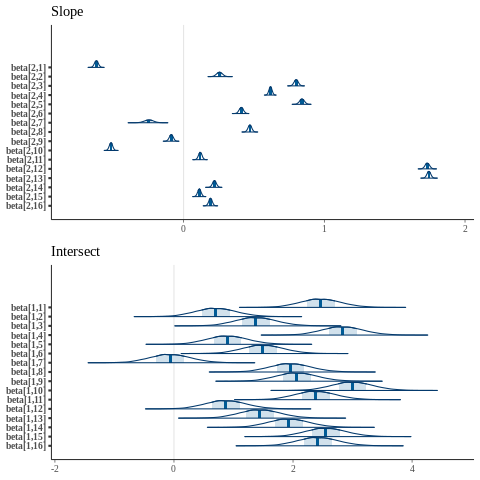 Slope
beta[2,1]
beta[2,2]
beta[2,3]
beta[2,4]
beta[2,5]
beta[2,6]
beta[2,7]
beta[2,8]
beta[2,9]
beta[2,10]
beta[2,11]
beta[2,12]
beta[2,13]
beta[2,14]
beta[2,15]
beta[2,16]
0 1 2
Intersect
beta[1,1]
beta[1,2]
beta[1,3]
beta[1,4]
beta[1,5]
beta[1,6]
beta[1,7]
beta[1,8]
beta[1,9]
beta[1,10]
beta[1,11]
beta[1,12]
beta[1,13]
beta[1,14]
beta[1,15]
beta[1,16]
-2 0 2 4